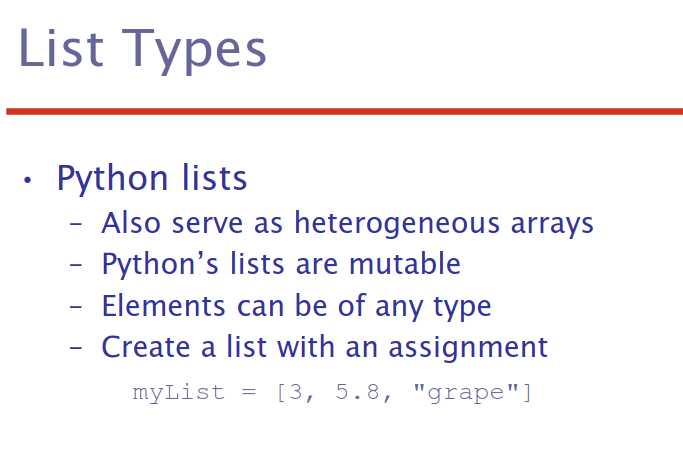 List Types
• Python lists
– Also serve as heterogeneous arrays
– Python’s lists are mutable
– Elements can be of any type
– Create a list with an assignment
myList = [3, 5.8, "grape"]